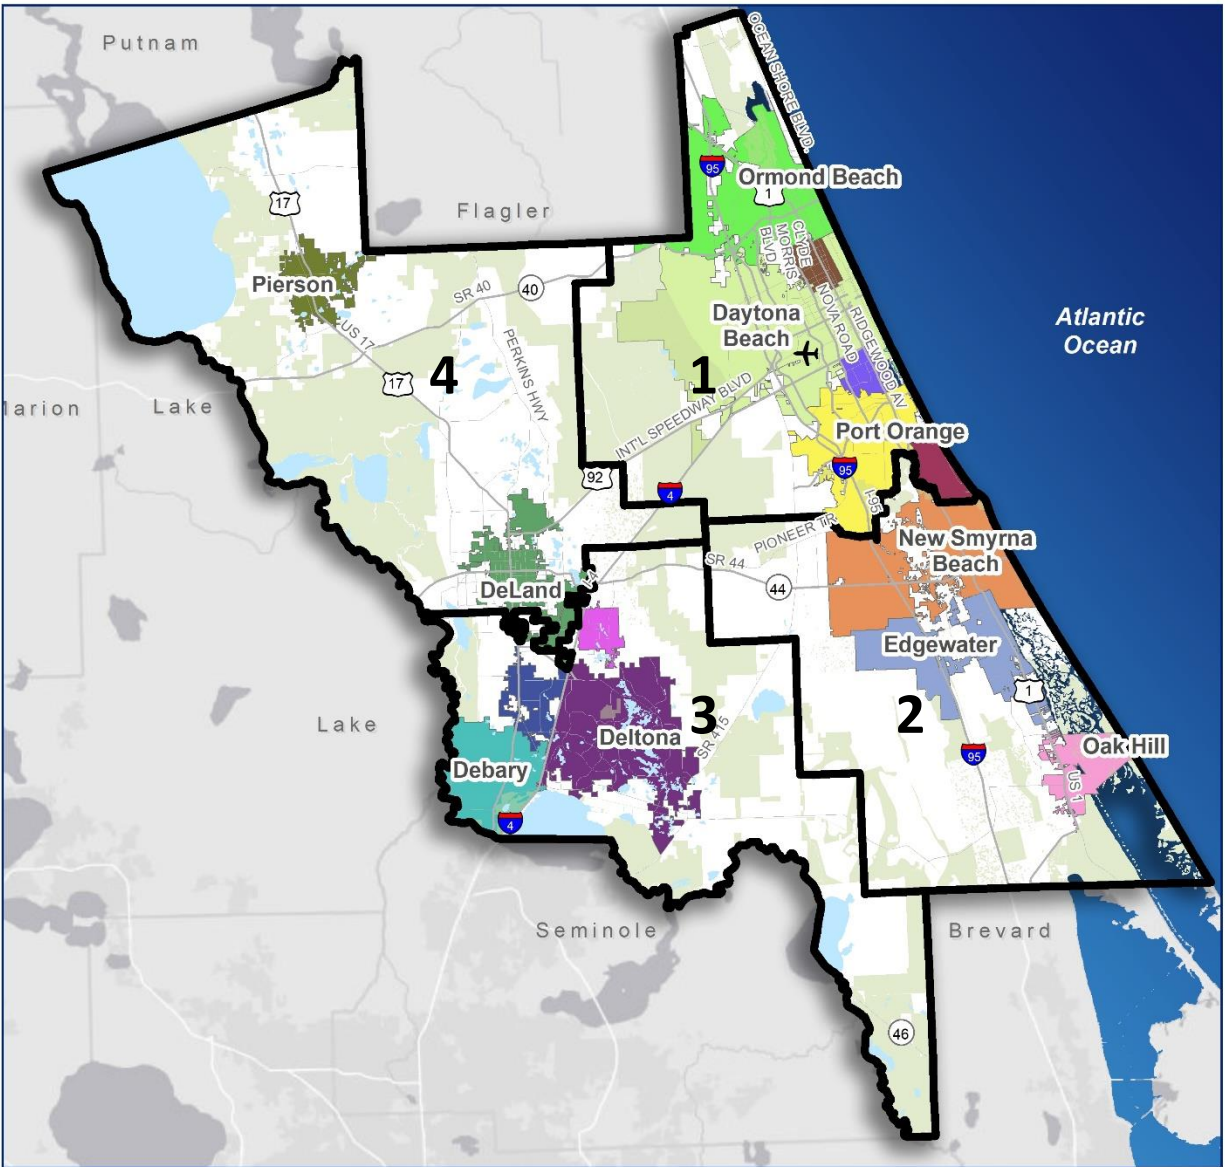 Putnam
OCEAN SHORE BLVD.
95
Ormond Beach
1
17
Flagler
CLYDE
MORRIS
BLVD
Pierson
SR 40
40
Daytona
Beach
NOVA ROAD
RIDGEWOOD AV
Atlantic
Ocean
US 17
PERKINS HWY
17
4
1
Lake
INT'L SPEEDWAY BLVD
Port Orange
95
92
4
I-95
PIONEER TR
New Smyrna
Beach
SR 44
44
I-4
DeLand
Edgewater
1
3
2
Lake
SR 415
Deltona
95
Oak Hill
Debary
US 1
4
Seminole
Brevard
46